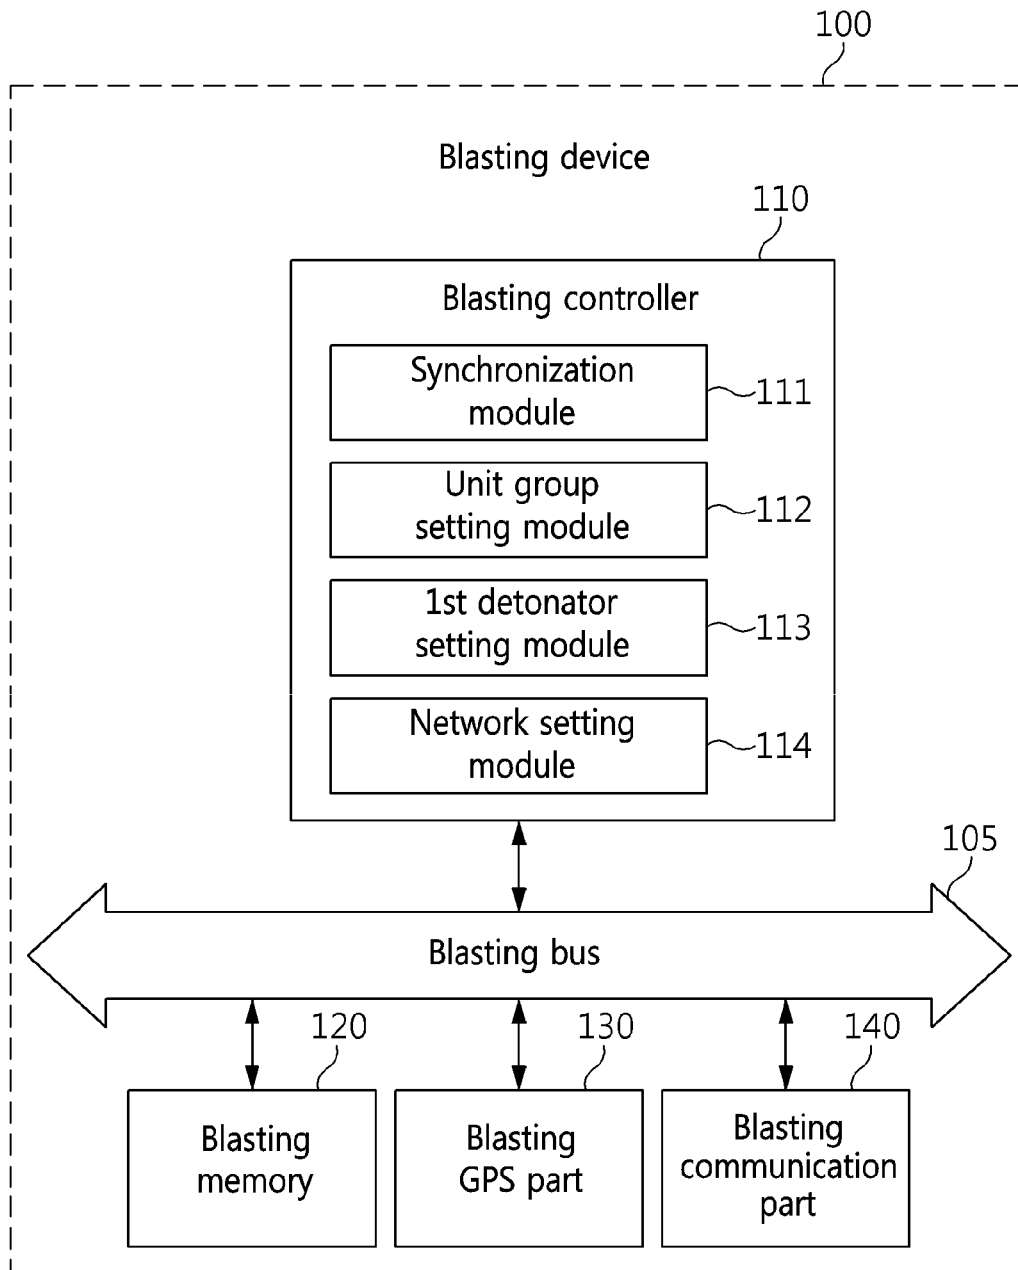 100
Blasting device
110
Blasting controller
Synchronization
module
111
Unit group
setting module
112
1st detonator
setting module
113
Network setting
module
114
105
Blasting bus
120
130
140
Blasting
memory
Blasting
GPS part
Blasting
communication
part